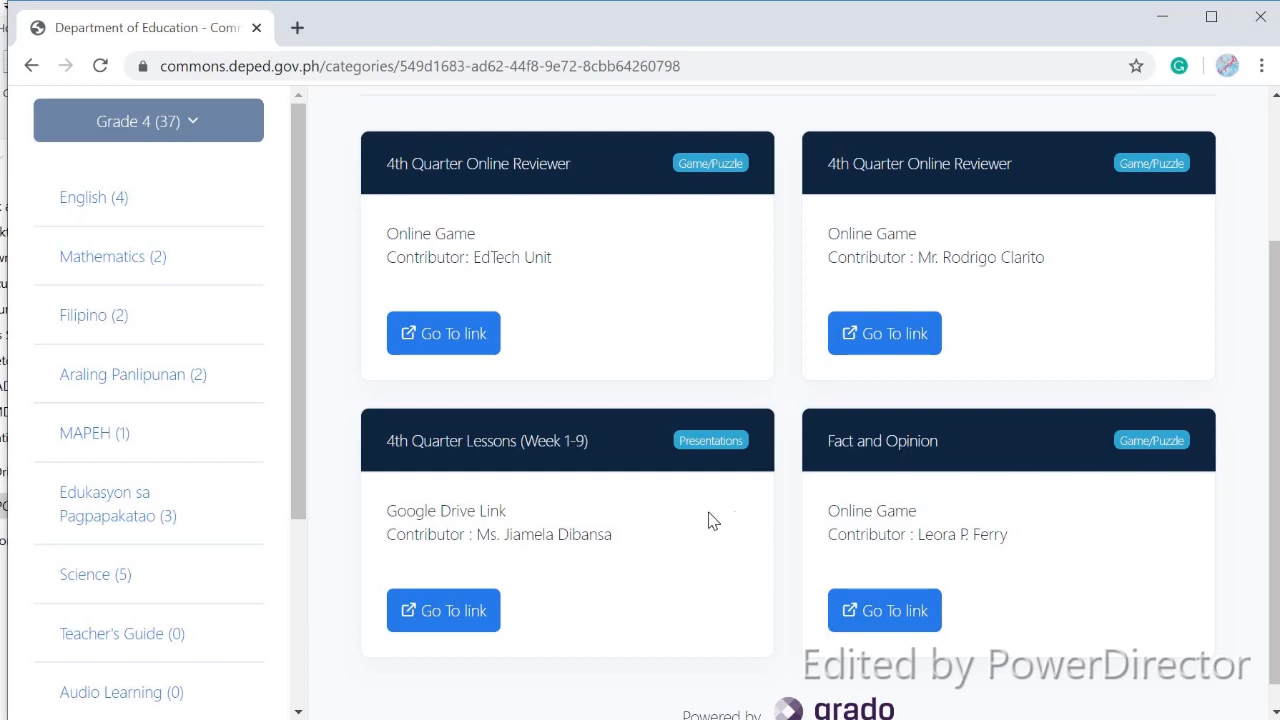 Department of Education - Comm
commons.deped.gov.ph/categories/549d1683-ad62-44f8-9e72-8cbb64260798
Grade 4 (37)
English (4)
Mathematics (2)
Filipino (2)
Araling Panlipunan (2)
MAPEH (1)
Edukasyon sa
Pagpapakatao (3)
Science (5)
Teacher's Guide (0)
Audio Learning (0)
4th Quarter Online Reviewer
Game/Puzzle
Online Game
Contributor: EdTech Unit
Go To link
4th Quarter Online Reviewer
Game/Puzzle
Online Game
Contributor : Mr. Rodrigo Clarito
Go To link
4th Quarter Lessons (Week 1-9)
Presentations
Google Drive Link
Contributor : Ms. Jiamela Dibansa
Go To link
Fact and Opinion
Game/Puzzle
Online Game
Contributor : Leora P. Ferry
Go To link
Edited by PowerDirector
Powered by grado